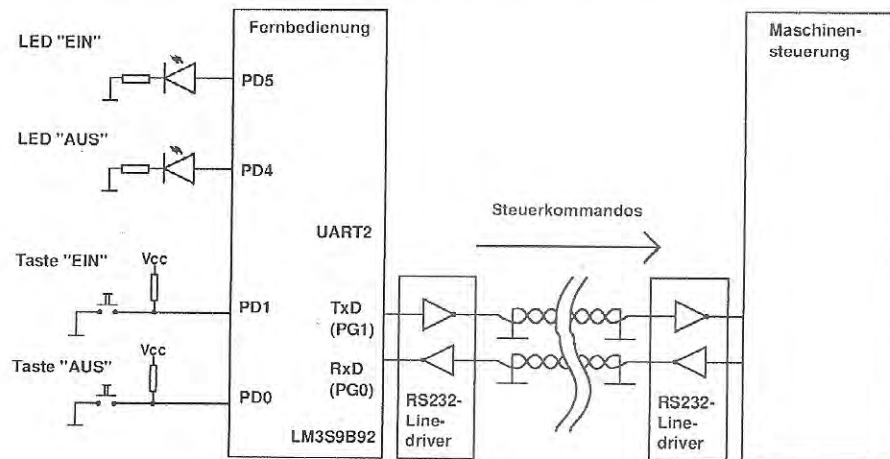 LED "EIN"
LED "AUS"
Taste "EIN"
Vcc
Taste "AUS"
Vcc
Fernbedienung
PD5
PD4
UART2
PD1
TxD
(PG1)
PD0
RxD
(PG0)
LM3S9B92
Steuerkommandos
RS232-
Line-
driver
RS232-
Line-
driver
Maschinen-
steuerung